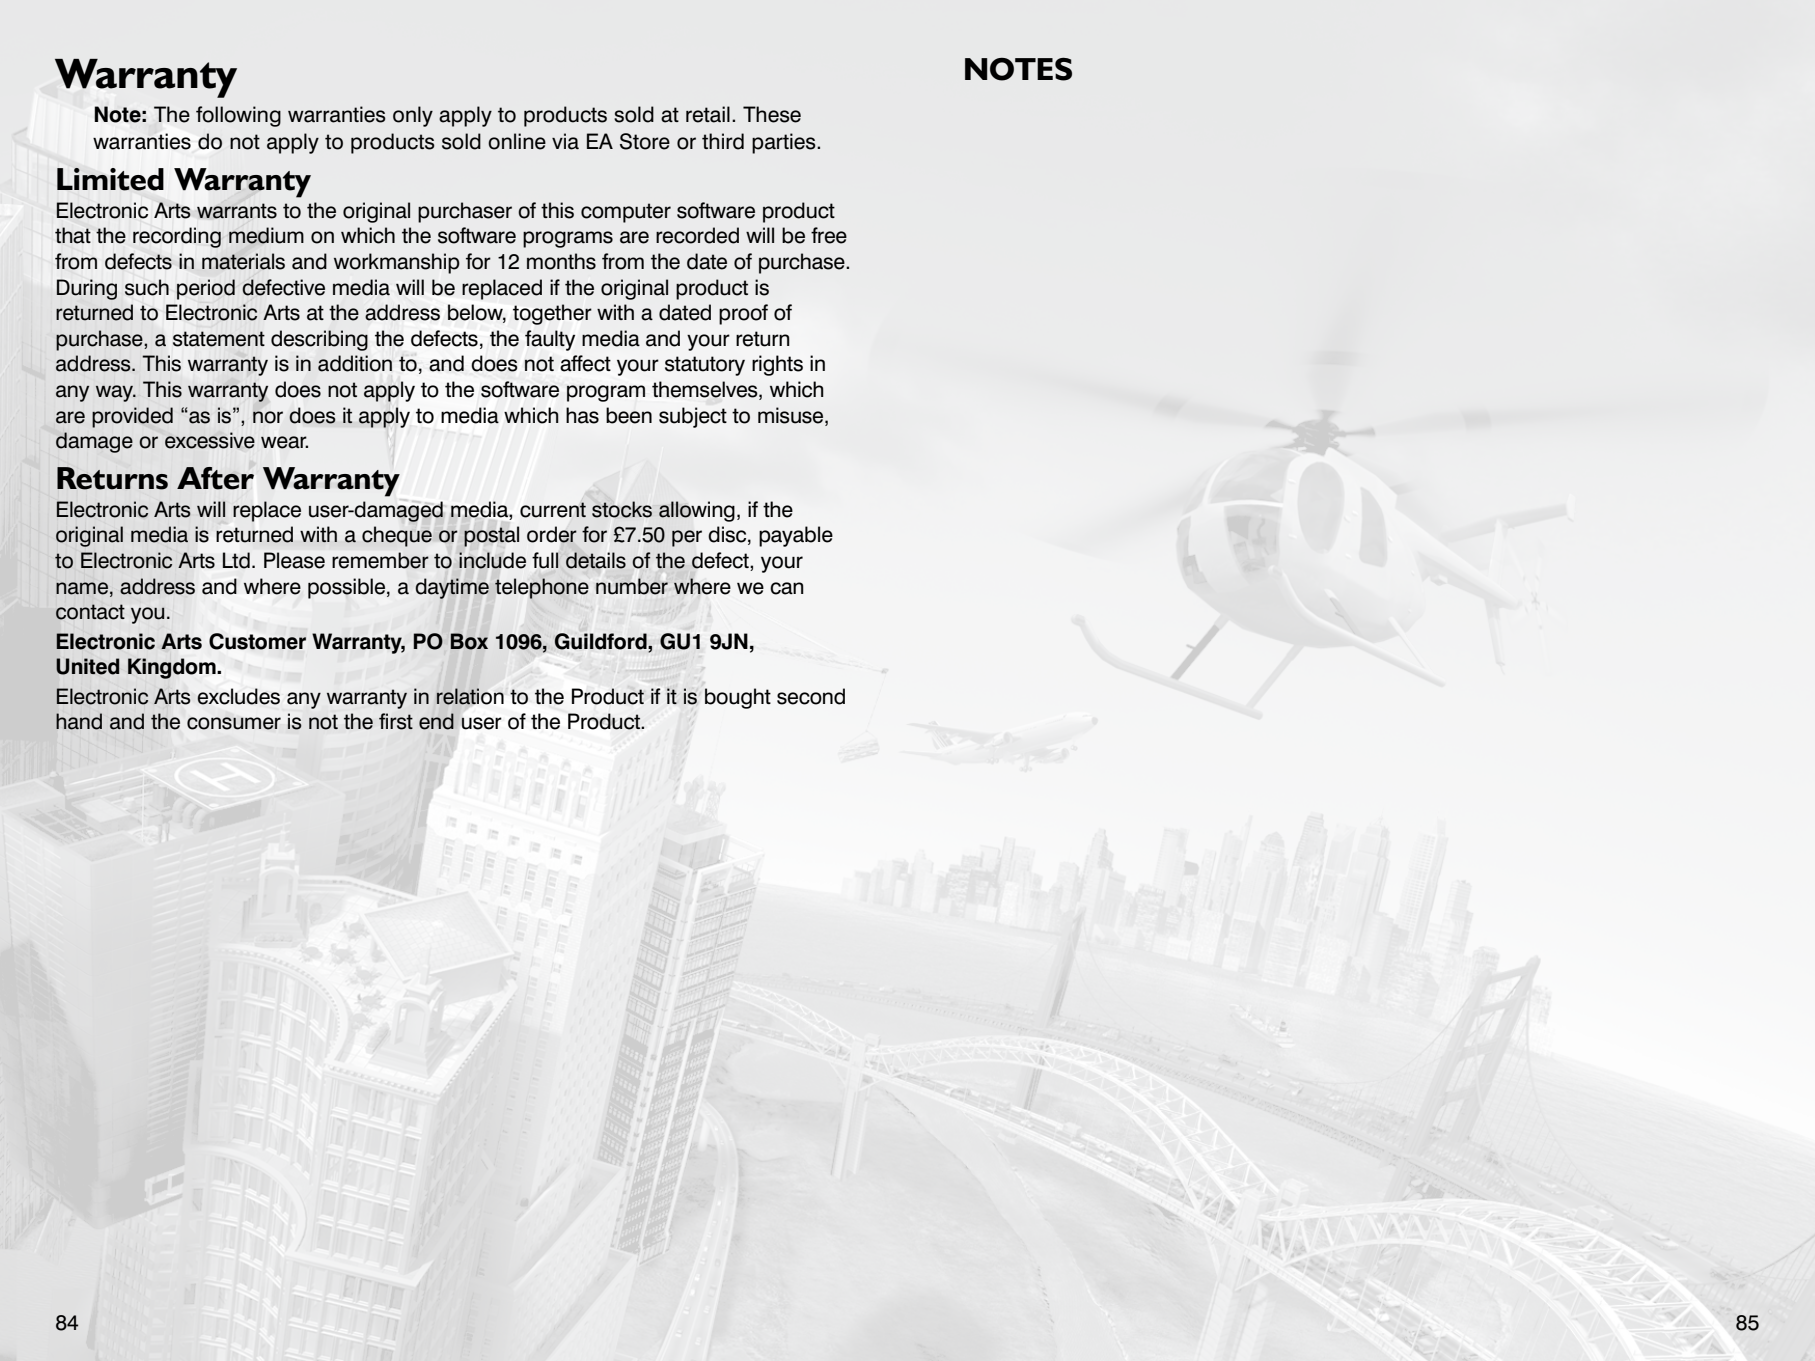 Warranty
Note: The following warranties only apply to products sold at retail. These
warranties do not apply to products sold online via EA Store or third parties.
Limited Warranty
Electronic Arts warrants to the original purchaser of this computer software product
that the recording medium on which the software programs are recorded will be free
from defects in materials and workmanship for 12 months from the date of purchase.
During such period defective media will be replaced if the original product is
returned to Electronic Arts at the address below, together with a dated proof of
purchase, a statement describing the defects, the faulty media and your return
address. This warranty is in addition to, and does not affect your statutory rights in
any way. This warranty does not apply to the software program themselves, which
are provided “as is”, nor does it apply to media which has been subject to misuse,
damage or excessive wear.
Returns After Warranty
Electronic Arts will replace user-damaged media, current stocks allowing, if the
original media is returned with a cheque or postal order for £7.50 per disc, payable
to Electronic Arts Ltd. Please remember to include full details of the defect, your
name, address and where possible, a daytime telephone number where we can
contact you.
Electronic Arts Customer Warranty, PO Box 1096, Guildford, GU1 9JN,
United Kingdom.
Electronic Arts excludes any warranty in relation to the Product if it is bought second
hand and the consumer is not the first end user of the Product.
H
84
NOTES
85